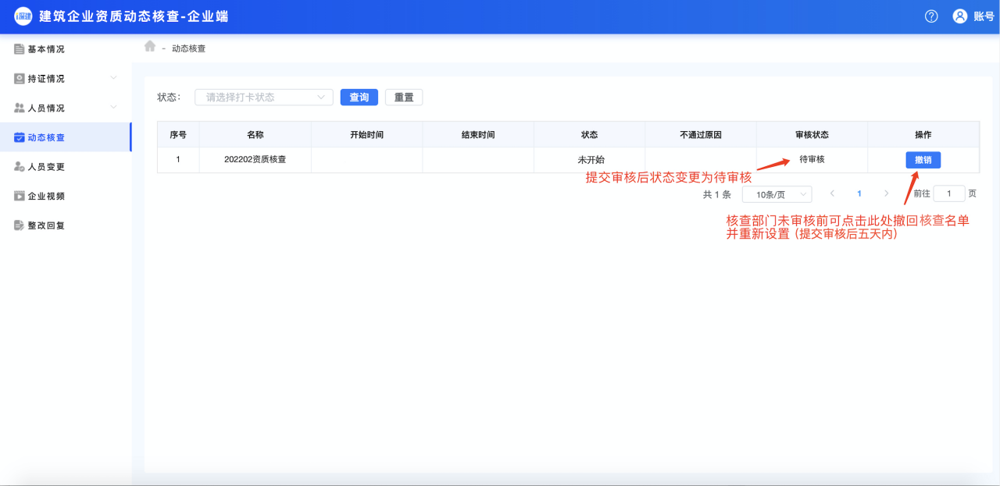 i深建 建筑企业资质动态核查-企业端
? 账号
基本情况
持证情况
人员情况
动态核查
人员变更
企业视频
整改回复
- 动态核查
状态: 请选择打卡状态 查询 重置
序号 名称 开始时间 结束时间 状态 不通过原因 审核状态 操作
1 202202资质核查 未开始 待审核 撤销
提交审核后状态变更为待审核
共 1 条 10条/页 1 前往 1 页
核查部门未审核前可点击此处撤回核查名单
并重新设置 (提交审核后五天内)